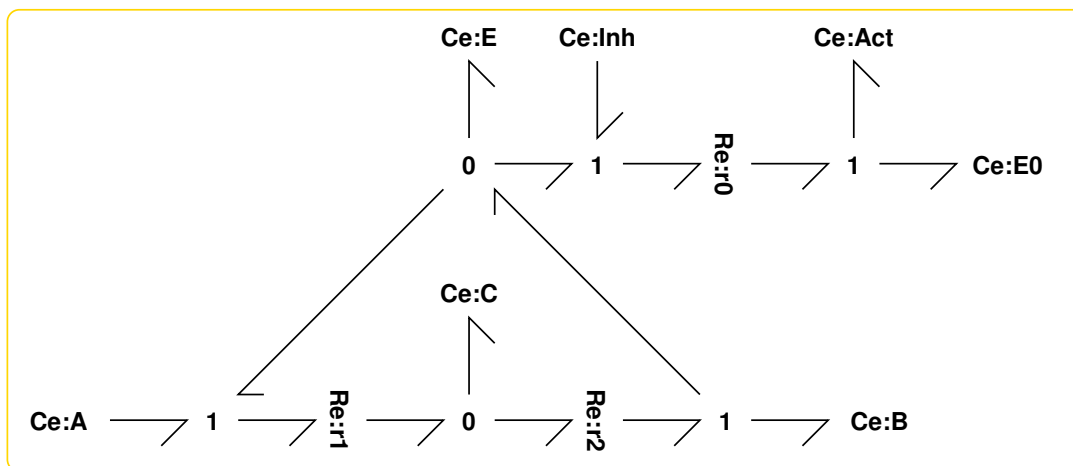 Ce:E Ce:Inh Ce:Act
0 1 Re:r0 1 Ce:E0
Ce:C
Ce:A 1 Re:r1 0 Re:r2 1 Ce:B